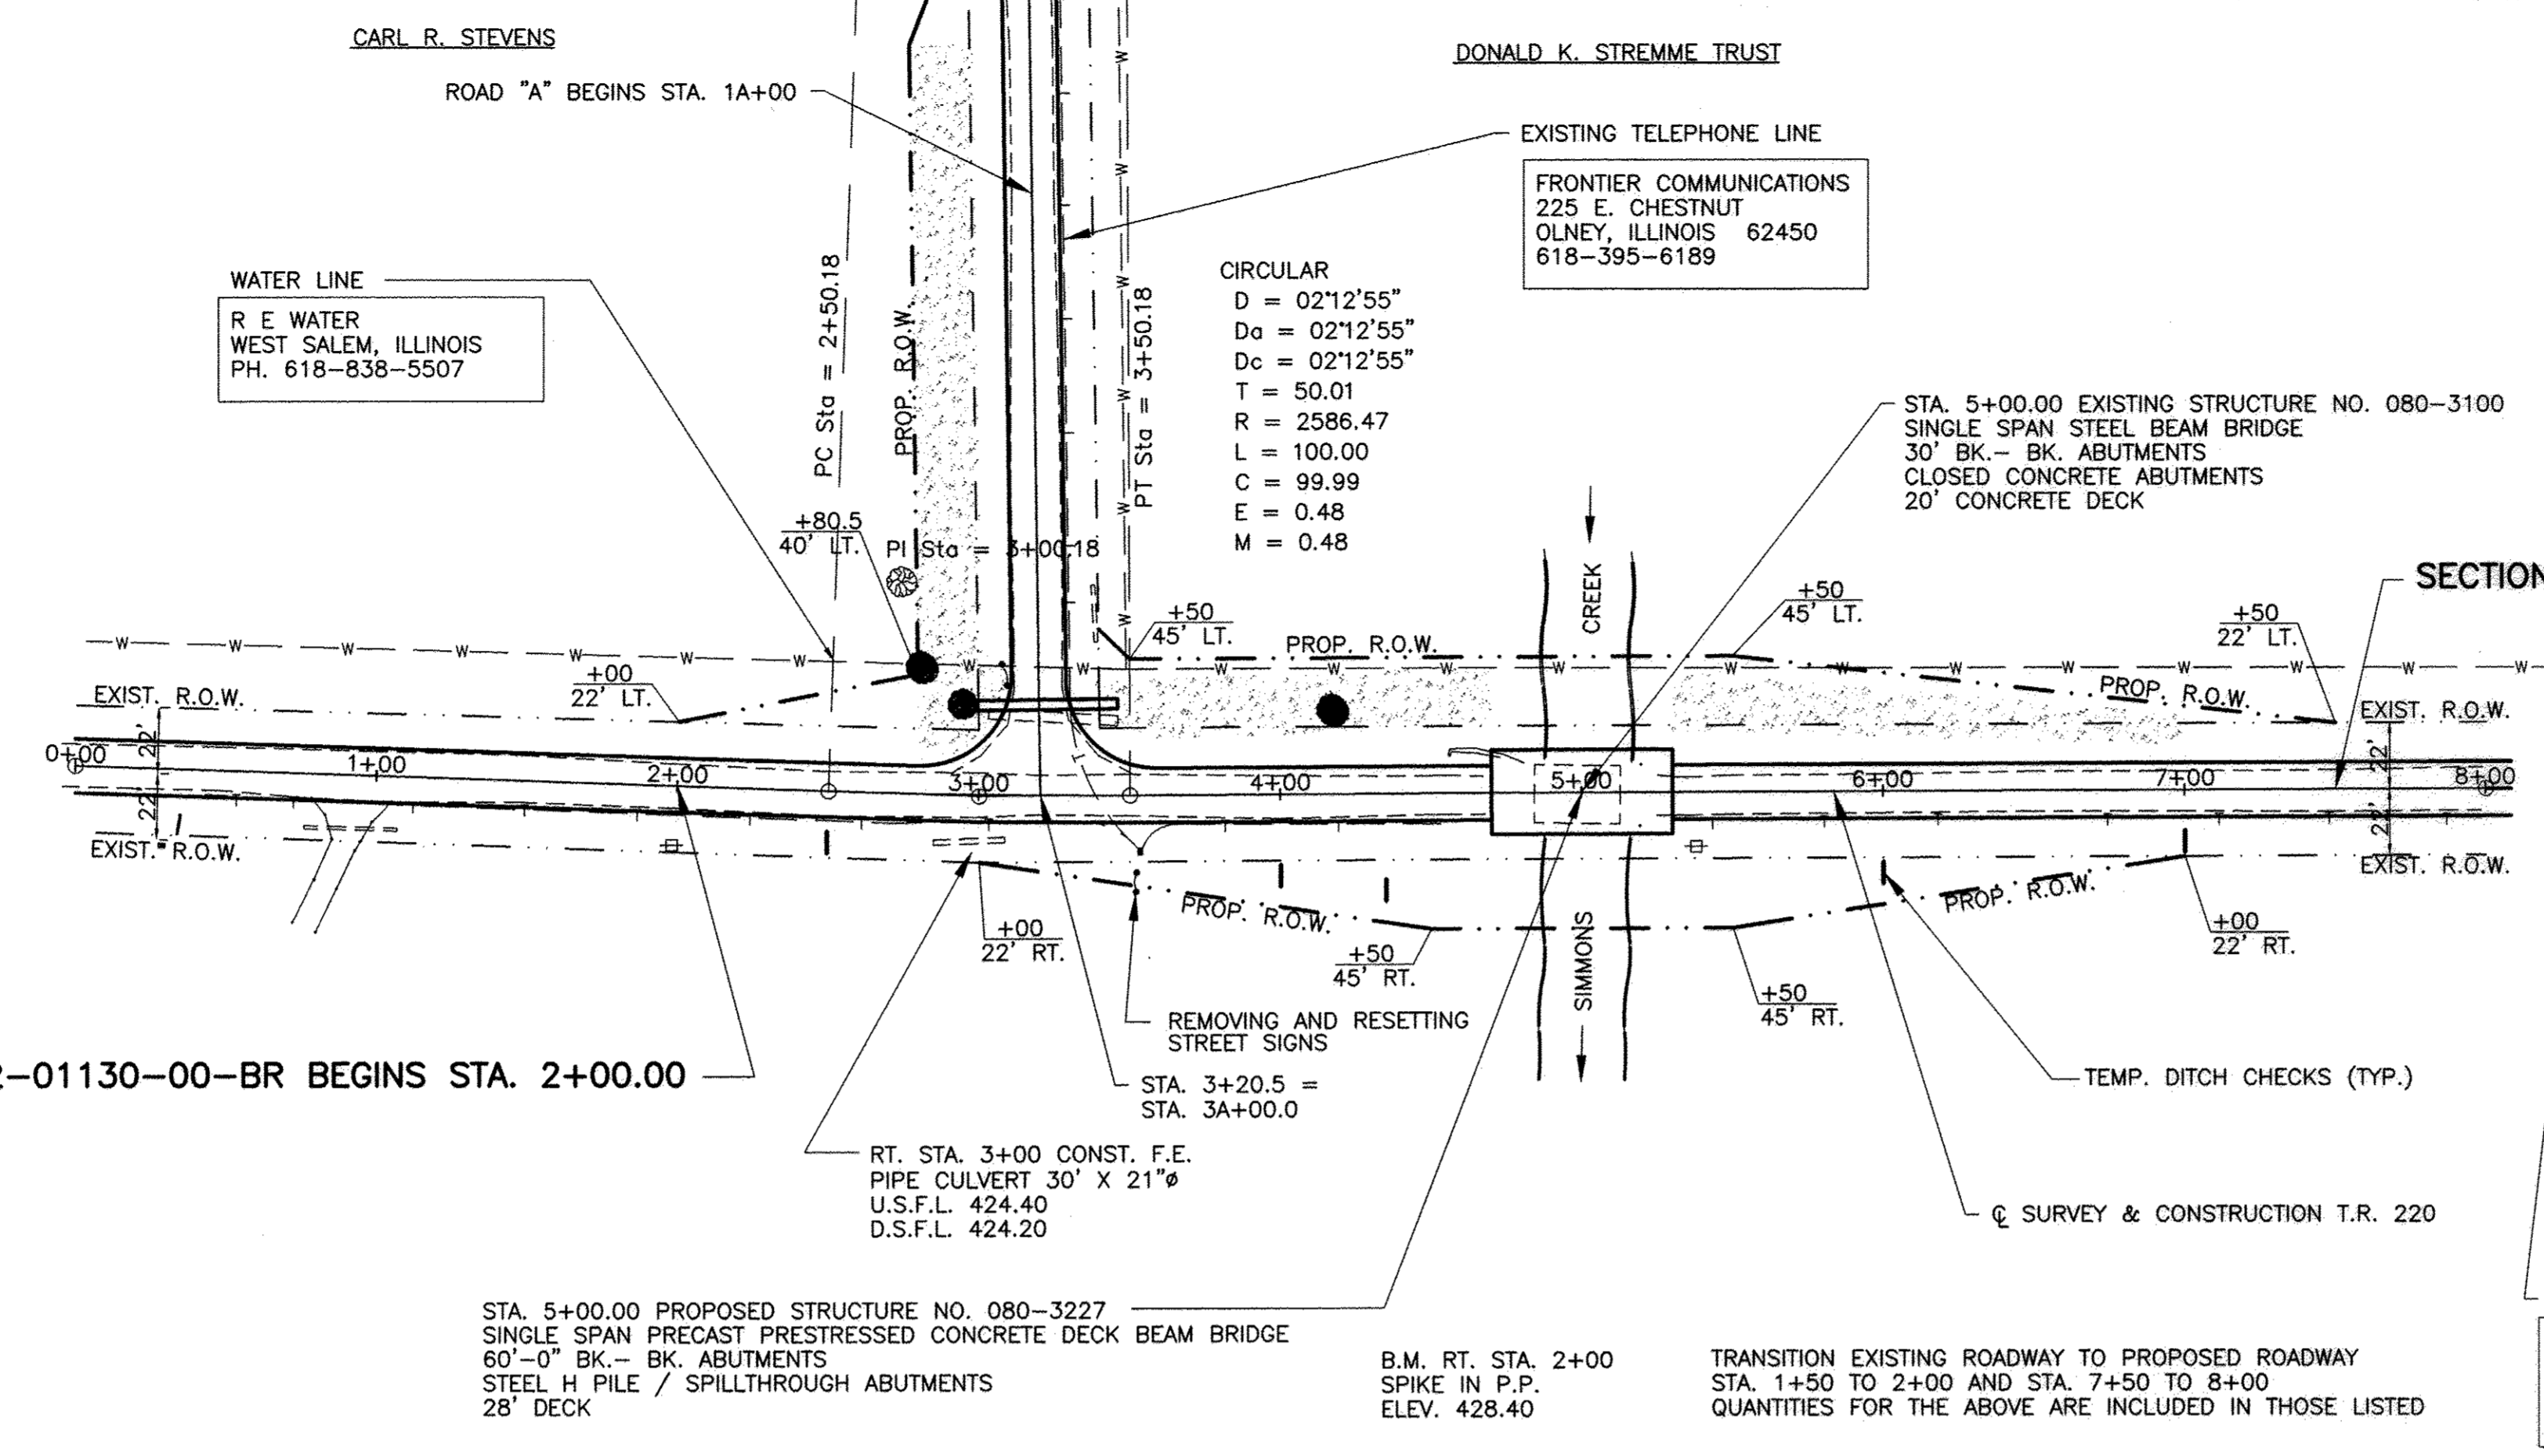 CARL R. STEVENS
ROAD "A" BEGINS STA. 1A+00
DONALD K. STREMME TRUST
EXISTING TELEPHONE LINE
FRONTIER COMMUNICATIONS
225 E. CHESTNUT
OLNEY, ILLINOIS 62450
618-395-6189
WATER LINE
R E WATER
WEST SALEM, ILLINOIS
PH. 618-838-5507
PC Sta = 2+50.18
PROP. R.O.W.
PT Sta = 3+50.18
CIRCULAR
D = 02°12'55"
Da = 02°12'55"
Dc = 02°12'55"
T = 50.01
R = 2586.47
L = 100.00
C = 99.99
E = 0.48
M = 0.48
STA. 5+00.00 EXISTING STRUCTURE NO. 080-3100
SINGLE SPAN STEEL BEAM BRIDGE
30' BK.- BK. ABUTMENTS
CLOSED CONCRETE ABUTMENTS
20' CONCRETE DECK
+80.5
40' LT.
PI Sta = 3+00.18
SECTION
+50
45' LT.
PROP. R.O.W.
CREEK
+50
45' LT.
+50
22' LT.
+00
22' LT.
EXIST. R.O.W.
PROP. R.O.W.
EXIST. R.O.W.
22'
22'
0+00
1+00
2+00
3+00
4+00
5+00
6+00
7+00
8+00
22'
22'
EXIST. R.O.W.
EXIST. R.O.W.
PROP. R.O.W.
PROP. R.O.W.
+00
22' RT.
+50
45' RT.
SIMMONS
+50
45' RT.
+00
22' RT.
REMOVING AND RESETTING
STREET SIGNS
2-01130-00-BR BEGINS STA. 2+00.00
STA. 3+20.5 =
STA. 3A+00.0
TEMP. DITCH CHECKS (TYP.)
RT. STA. 3+00 CONST. F.E.
PIPE CULVERT 30' X 21"ø
U.S.F.L. 424.40
D.S.F.L. 424.20
℄ SURVEY & CONSTRUCTION T.R. 220
STA. 5+00.00 PROPOSED STRUCTURE NO. 080-3227
SINGLE SPAN PRECAST PRESTRESSED CONCRETE DECK BEAM BRIDGE
60'-0" BK.- BK. ABUTMENTS
STEEL H PILE / SPILLTHROUGH ABUTMENTS
28' DECK
B.M. RT. STA. 2+00
SPIKE IN P.P.
ELEV. 428.40
TRANSITION EXISTING ROADWAY TO PROPOSED ROADWAY
STA. 1+50 TO 2+00 AND STA. 7+50 TO 8+00
QUANTITIES FOR THE ABOVE ARE INCLUDED IN THOSE LISTED